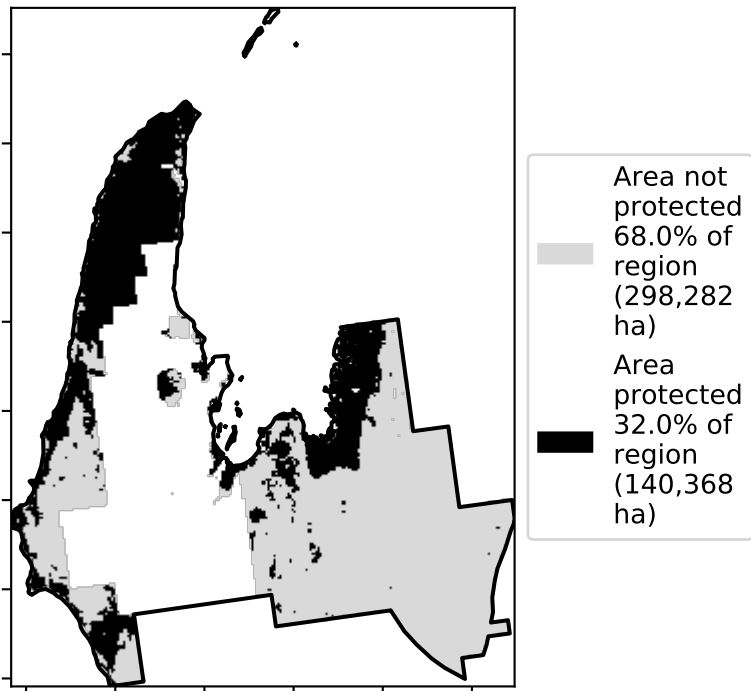 Area not
protected
68.0% of
region
(298,282
ha)
Area
protected
32.0% of
region
(140,368
ha)